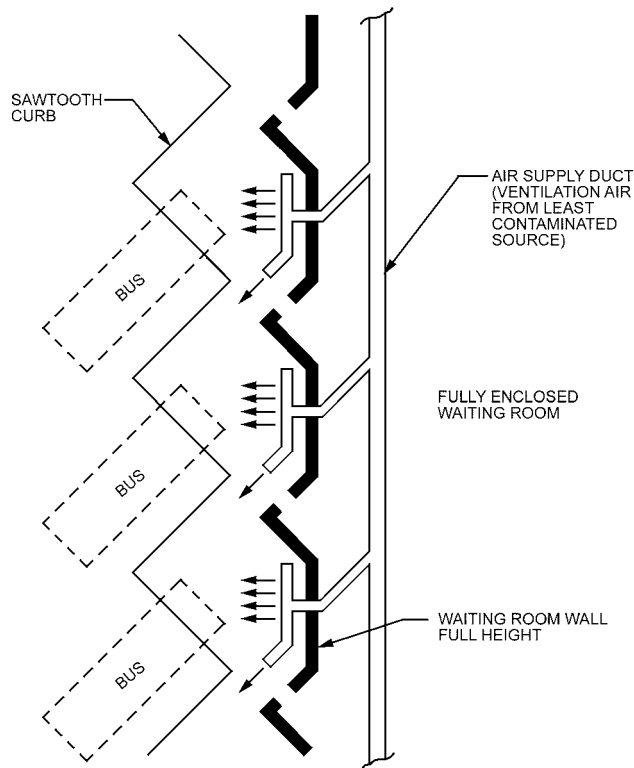 SAWTOOTH
CURB
AIR SUPPLY DUCT
(VENTILATION AIR
FROM LEAST
CONTAMINATED
SOURCE)
BUS
FULLY ENCLOSED
WAITING ROOM
BUS
WAITING ROOM WALL
FULL HEIGHT
BUS